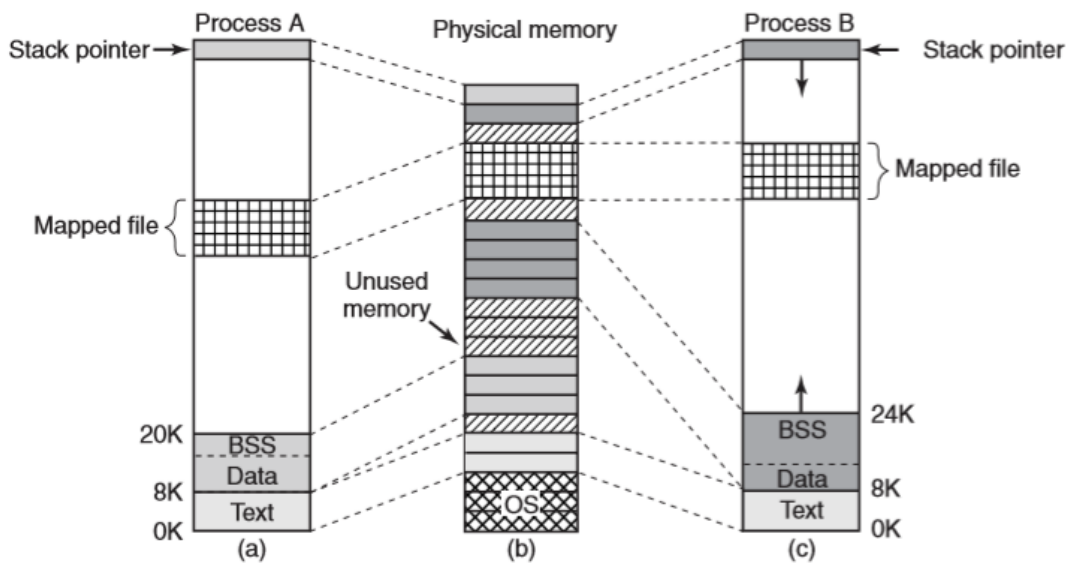 Process A
Physical memory
Process B
Stack pointer
Stack pointer
Mapped file
Mapped file
Unused
memory
20K
BSS
24K
BSS
Data
Data
8K
8K
Text
OS
Text
0K
0K
(a)
(b)
(c)